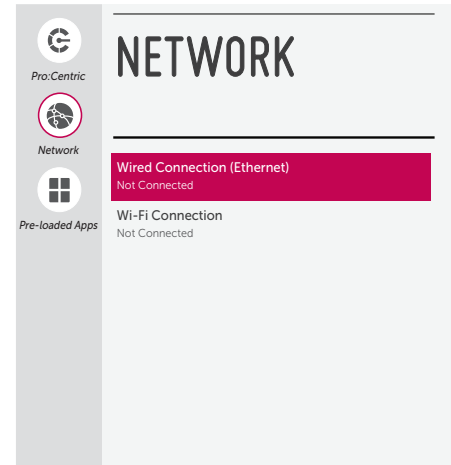 Pro:Centric
Network
Pre-loaded Apps
NETWORK
Wired Connection (Ethernet)
Not Connected
Wi-Fi Connection
Not Connected